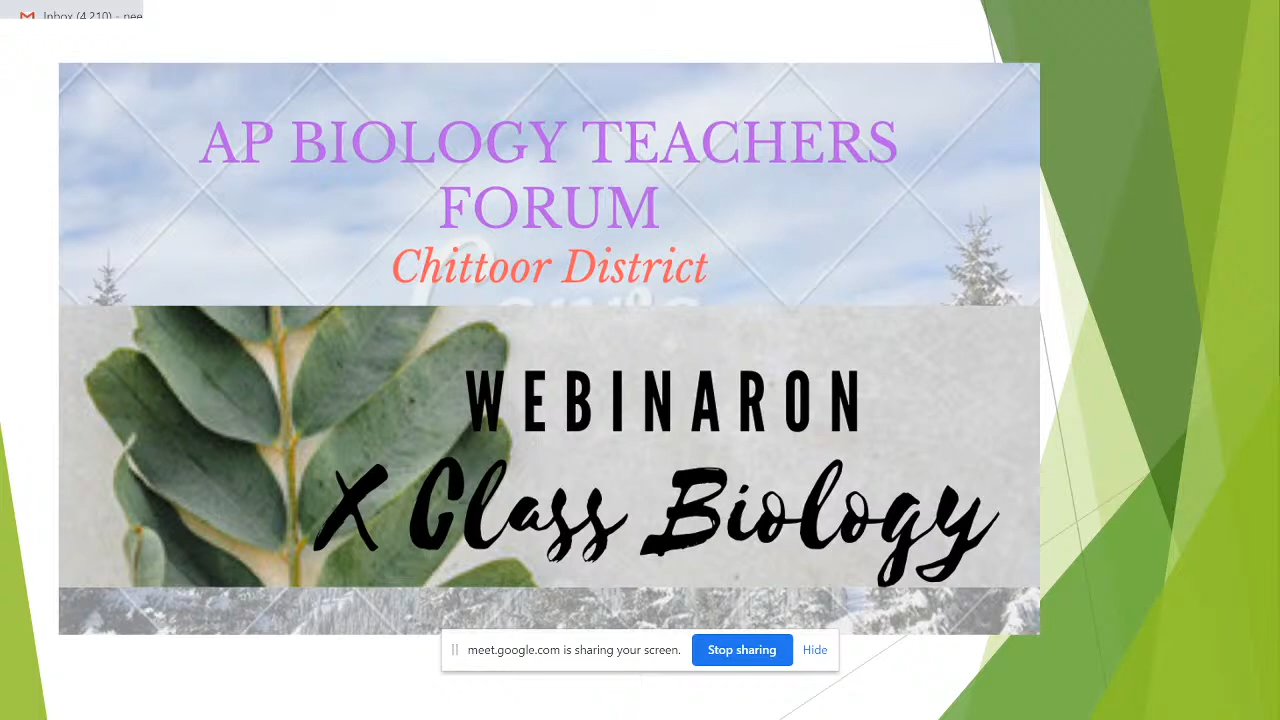 Inbox (4,210) - nee
AP BIOLOGY TEACHERS
FORUM
Chittoor District
WEBINARON
X Class Biology
meet.google.com is sharing your screen. Stop sharing Hide